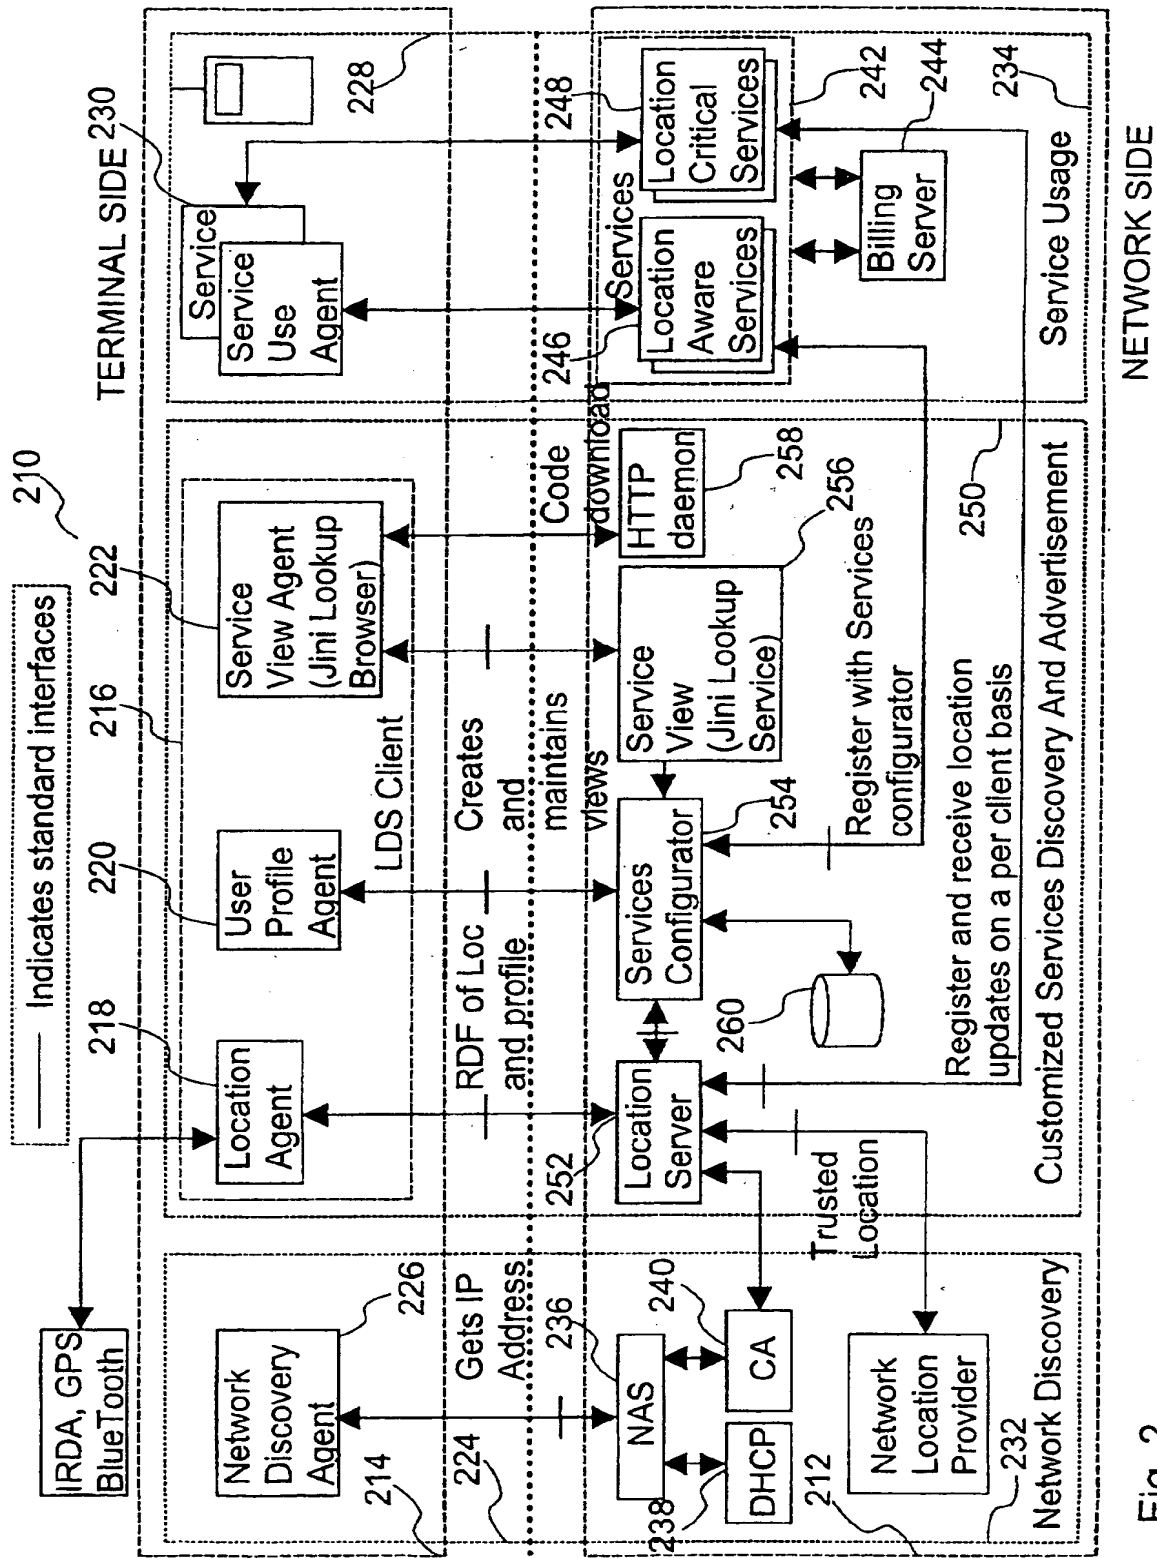 210
Indicates standard interfaces
TERMINAL SIDE
IRDA, GPS
BlueTooth
218
220
216
222
230
Network
Discovery
Agent
226
Location
Agent
User
Profile
Agent
Service
View Agent
(Jini Lookup
Browser)
LDS Client
Service
Service
Use
Agent
228
214
224
Gets IP
Address
RDF of Loc
and profile
Creates
and
maintains
views
Code
download
236
NAS
238
DHCP
240
CA
212
Network
Location
Provider
232
Network Discovery
252
Location
Server
Trusted
Location
Services
Configurator
254
260
Service
View
(Jini Lookup
Service)
256
HTTP
daemon
258
Register with Services
configurator
Register and receive location
updates on a per client basis
250
Customized Services Discovery And Advertisement
246
Services
248
Location
Aware
Services
Location
Critical
Services
242
Billing
Server
244
234
Service Usage
NETWORK SIDE
Fig. 2